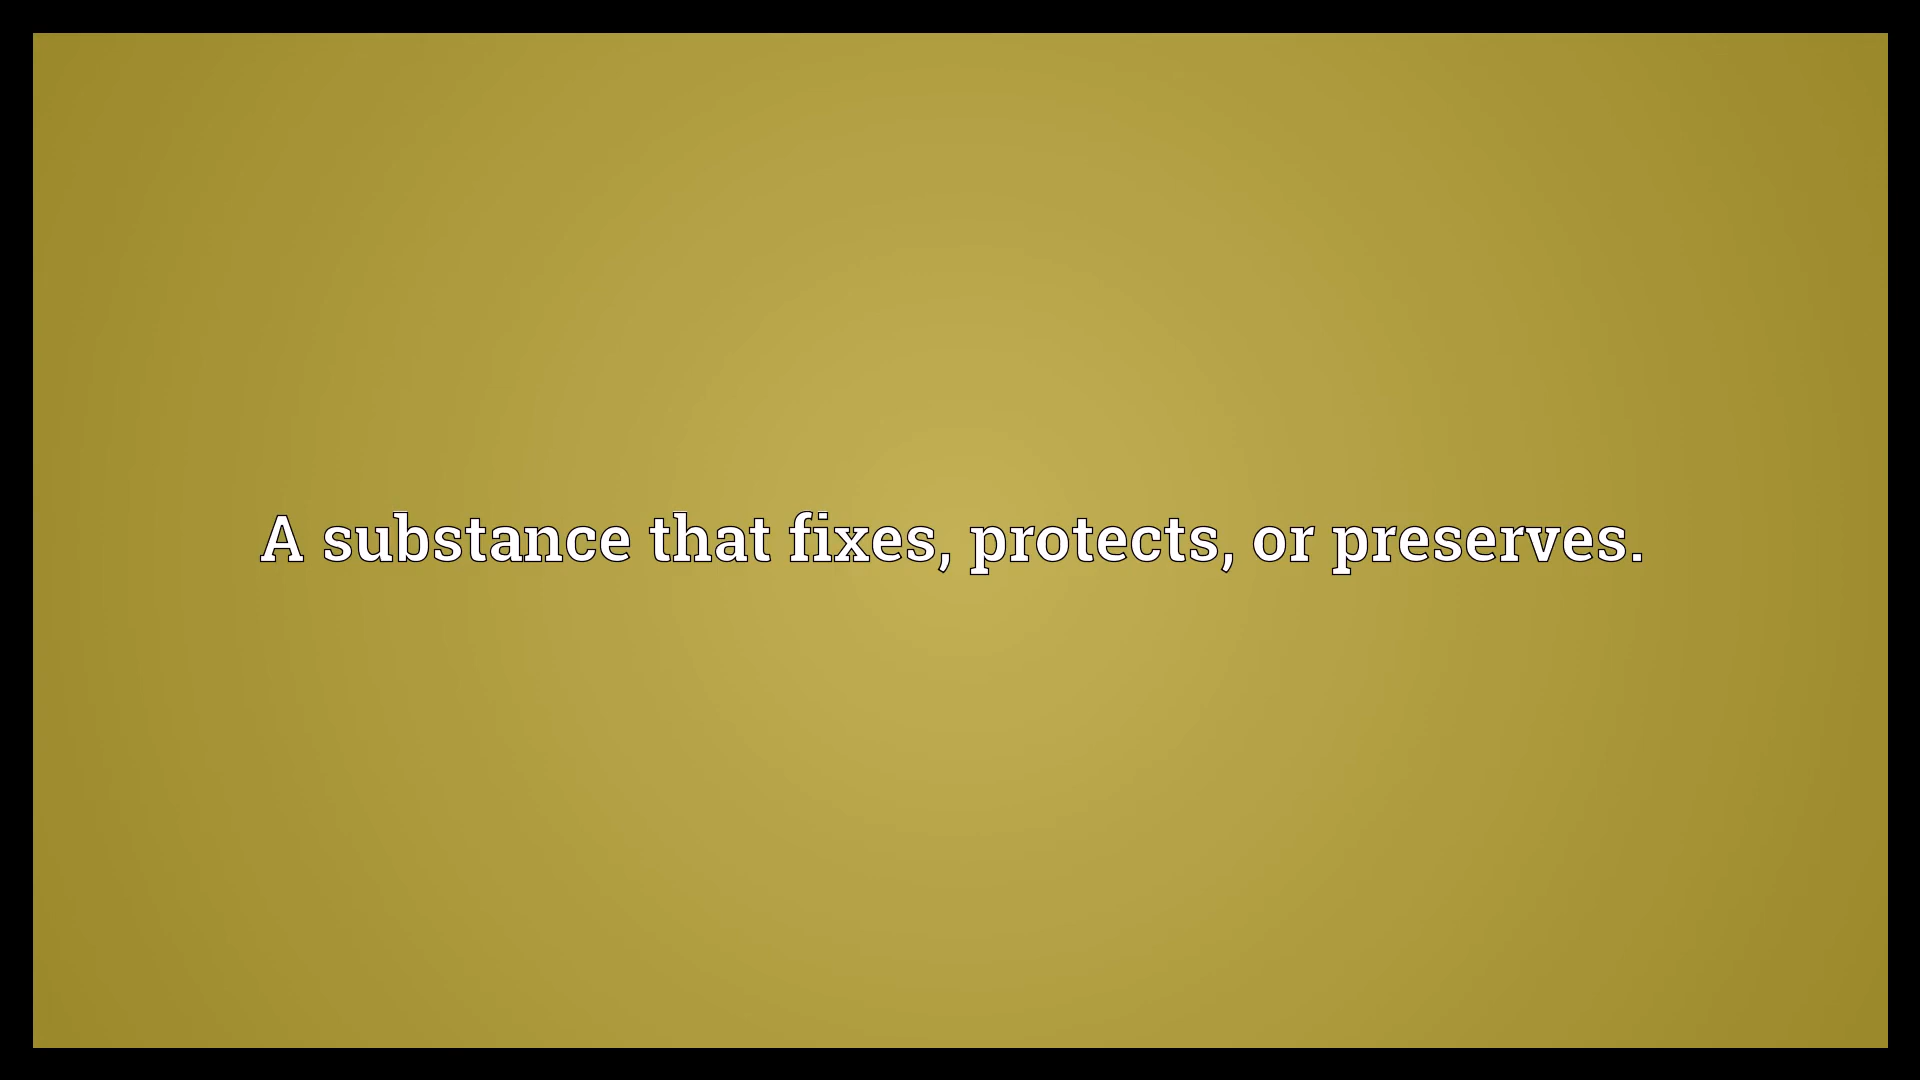 A substance that fixes, protects, or preserves.